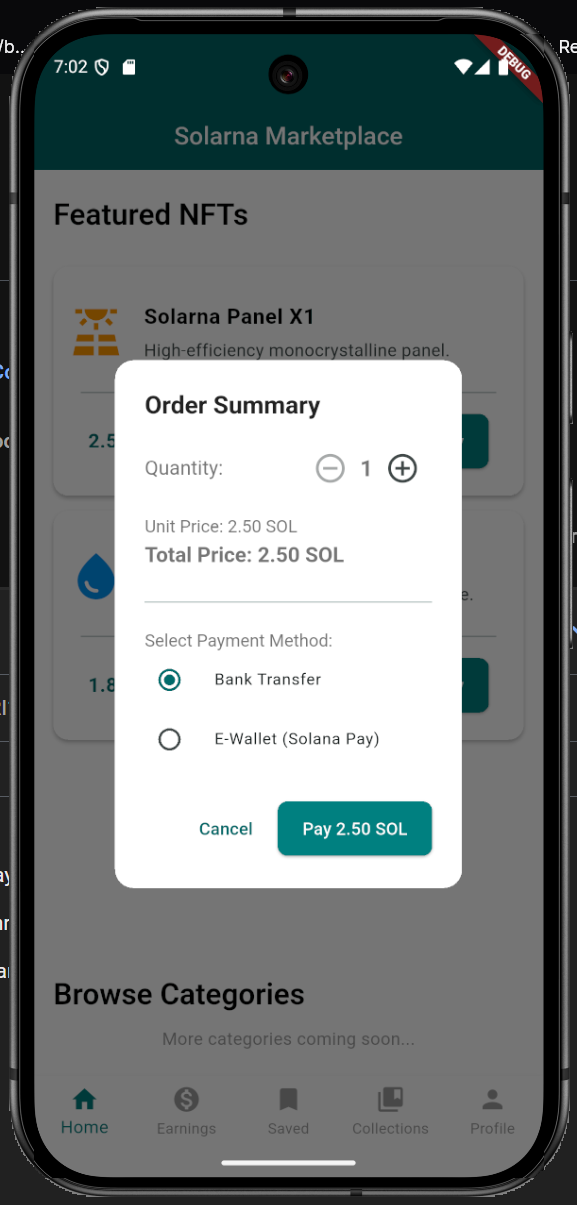 7:02
DEBUG
Solarna Marketplace
Featured NFTs
Solarna Panel X1
High-efficiency monocrystalline panel.
2.5
Order Summary
Quantity: 1
Unit Price: 2.50 SOL
Total Price: 2.50 SOL
Select Payment Method:
Bank Transfer
1.8
E-Wallet (Solana Pay)
Cancel
Pay 2.50 SOL
Browse Categories
More categories coming soon...
Home
Earnings
Saved
Collections
Profile